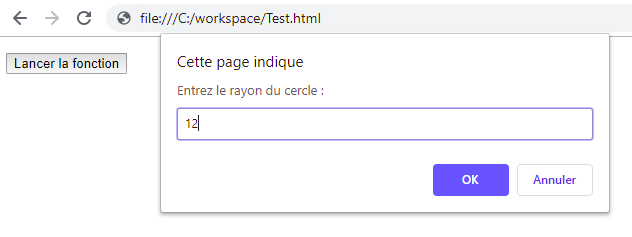 file:///C:/workspace/Test.html
Lancer la fonction
Cette page indique
Entrez le rayon du cercle :
12
OK
Annuler